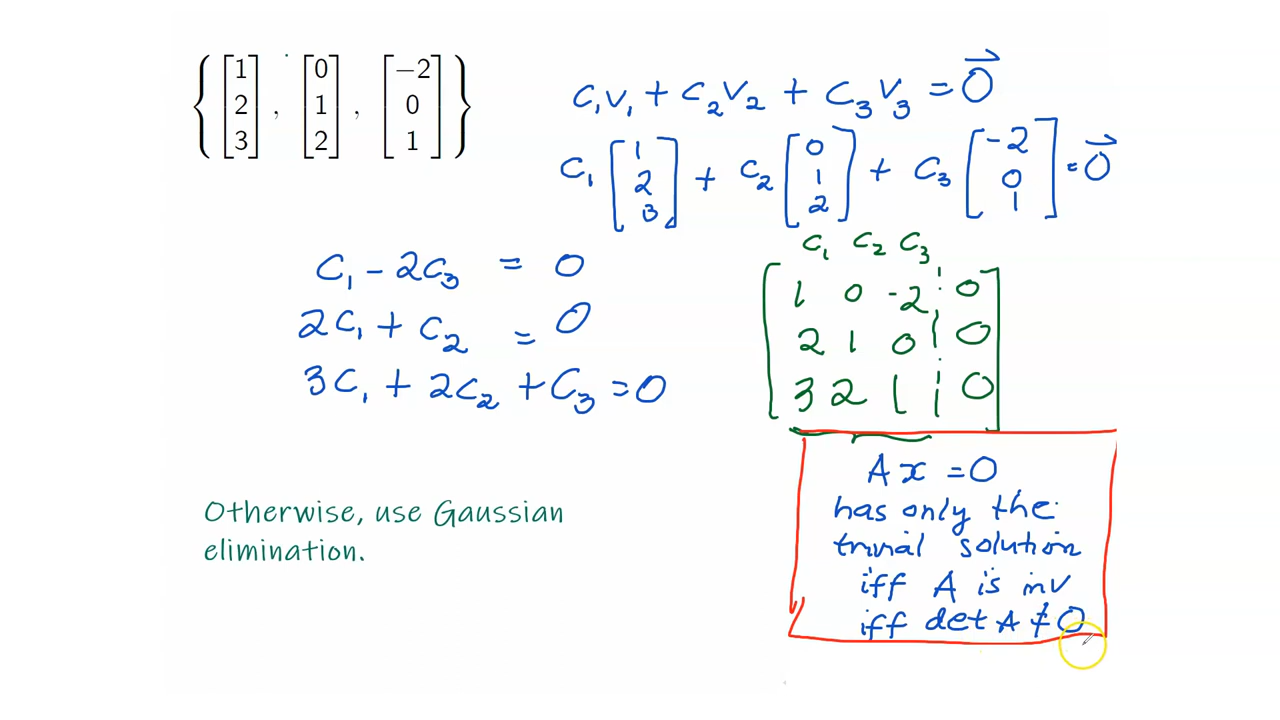 { [1 2 3], [0 1 2], [-2 0 1] }
c₁v₁ + c₂v₂ + c₃v₃ = 0⃗
c₁ [1 2 3] + c₂ [0 1 2] + c₃ [-2 0 1] = 0⃗
c₁ - 2c₃ = 0
2c₁ + c₂ = 0
3c₁ + 2c₂ + c₃ = 0
c₁ c₂ c₃
1 0 -2 | 0
2 1 0 | 0
3 2 1 | 0
Ax = 0
has only the
trivial solution
iff A is inv
iff det A ≠ 0
Otherwise, use Gaussian
elimination.